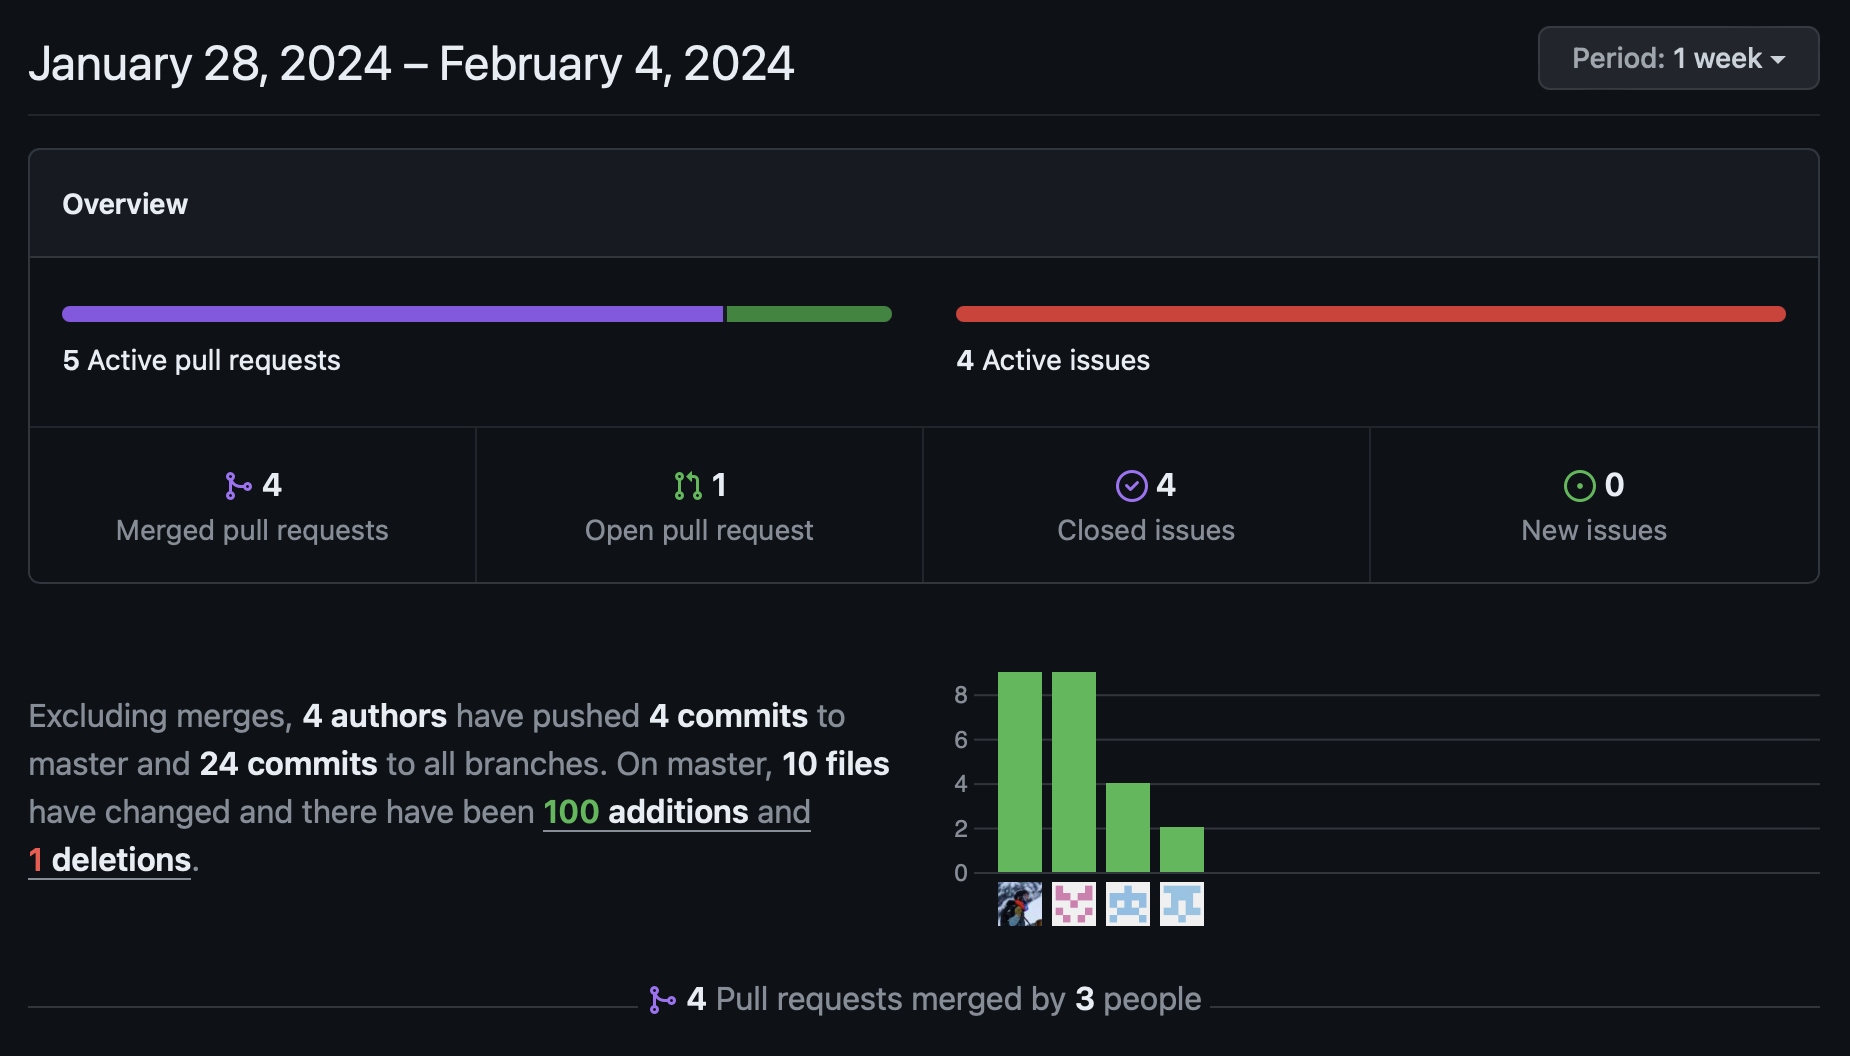 January 28, 2024 – February 4, 2024
Period: 1 week
Overview
5 Active pull requests
4 Active issues
4
Merged pull requests
1
Open pull request
4
Closed issues
0
New issues
Excluding merges, 4 authors have pushed 4 commits to
master and 24 commits to all branches. On master, 10 files
have changed and there have been 100 additions and
1 deletions.
8
6
4
2
0
4 Pull requests merged by 3 people